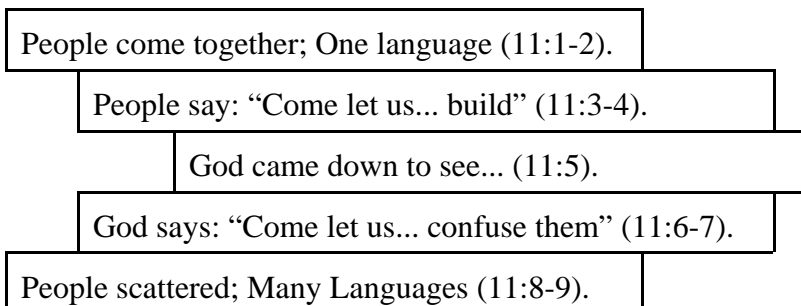 People come together; One language (11:1-2).
People say: “Come let us... build” (11:3-4).
God came down to see... (11:5).
God says: “Come let us... confuse them” (11:6-7).
People scattered; Many Languages (11:8-9).